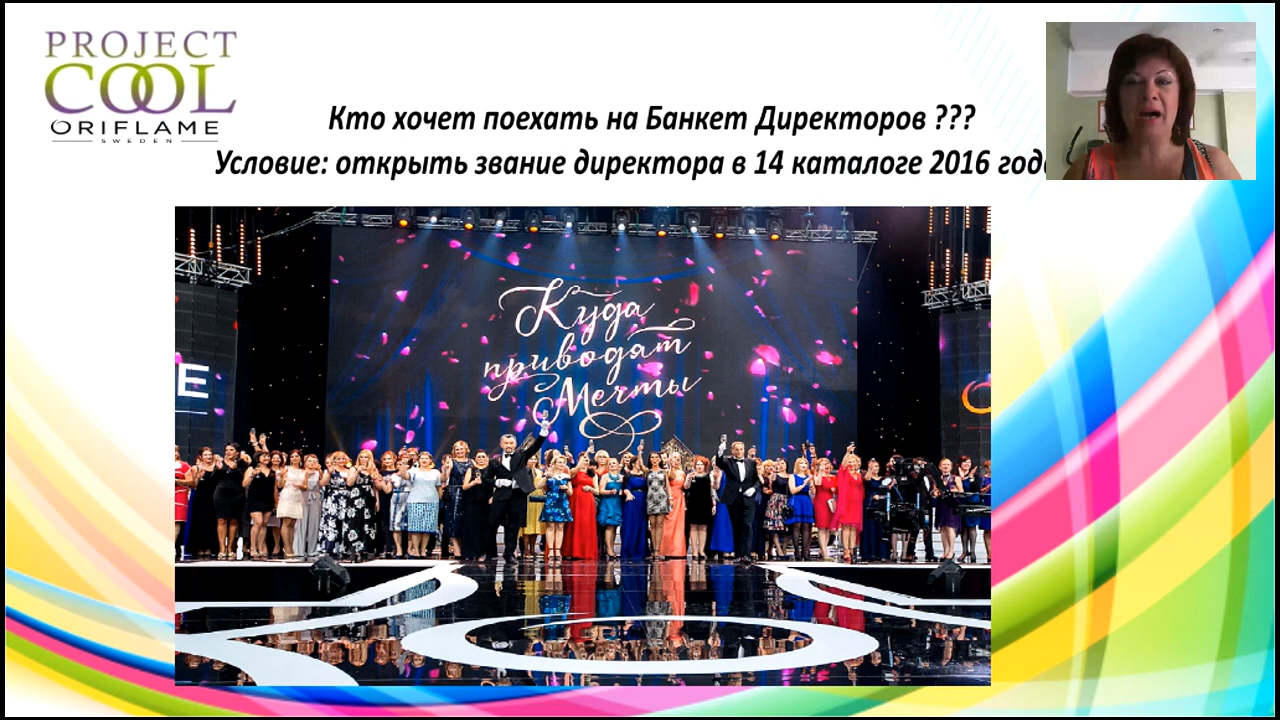 PROJECT
COOL
ORIFLAME
SWEDEN
Кто хочет поехать на Банкет Директоров ???
Условие: открыть звание директора в 14 каталоге 2016 год
Куда
приводят
Мечты
E